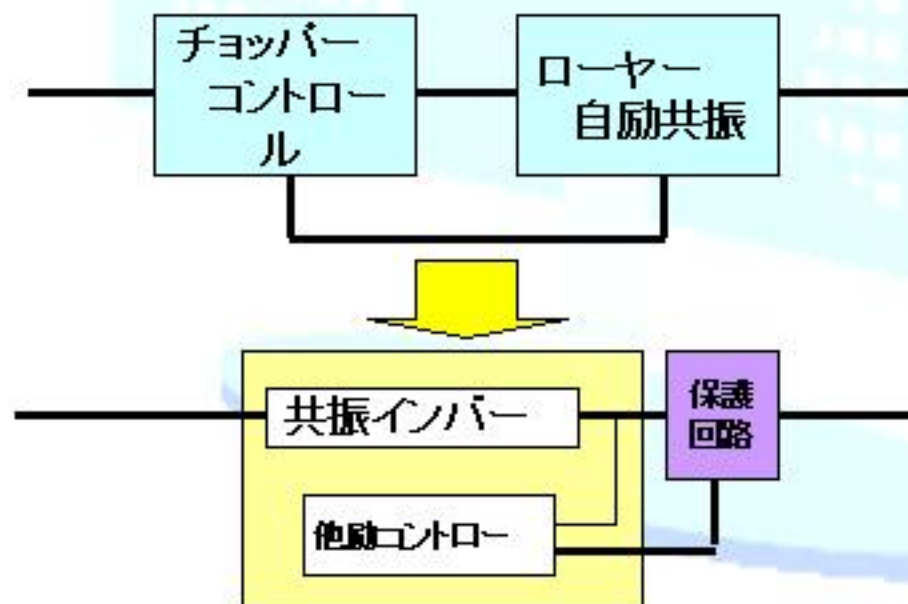 チョッパー
コントロー
ル
ローヤー
自励共振
共振インバー
他励コントロー
保護
回路